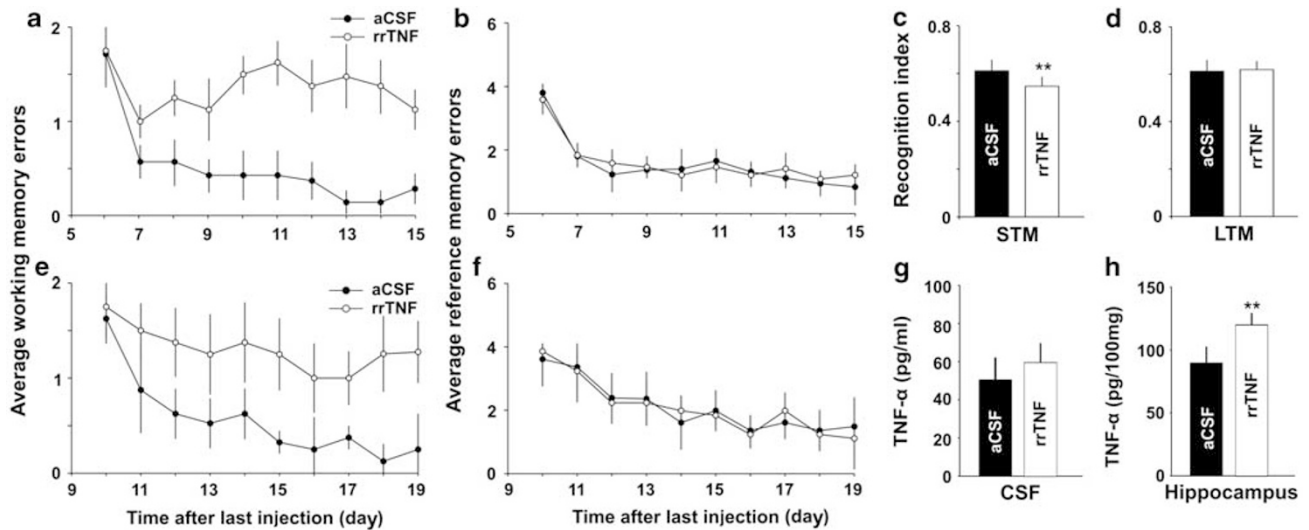 a
aCSF
rrTNF
2
1
0
5
7
9
11
13
15
b
6
4
2
0
5
7
9
11
13
15
c
Recognition index
0.8
0.4
0
aCSF
**
rrTNF
STM
d
0.8
0.4
0
aCSF
rrTNF
LTM
Average working memory errors
Average reference memory errors
e
aCSF
rrTNF
2
1
0
9
11
13
15
17
19
Time after last injection (day)
f
6
4
2
0
9
11
13
15
17
19
Time after last injection (day)
g
TNF-α (pg/ml)
100
80
60
40
20
0
aCSF
rrTNF
CSF
h
TNF-α (pg/100mg)
150
100
50
0
aCSF
**
rrTNF
Hippocampus